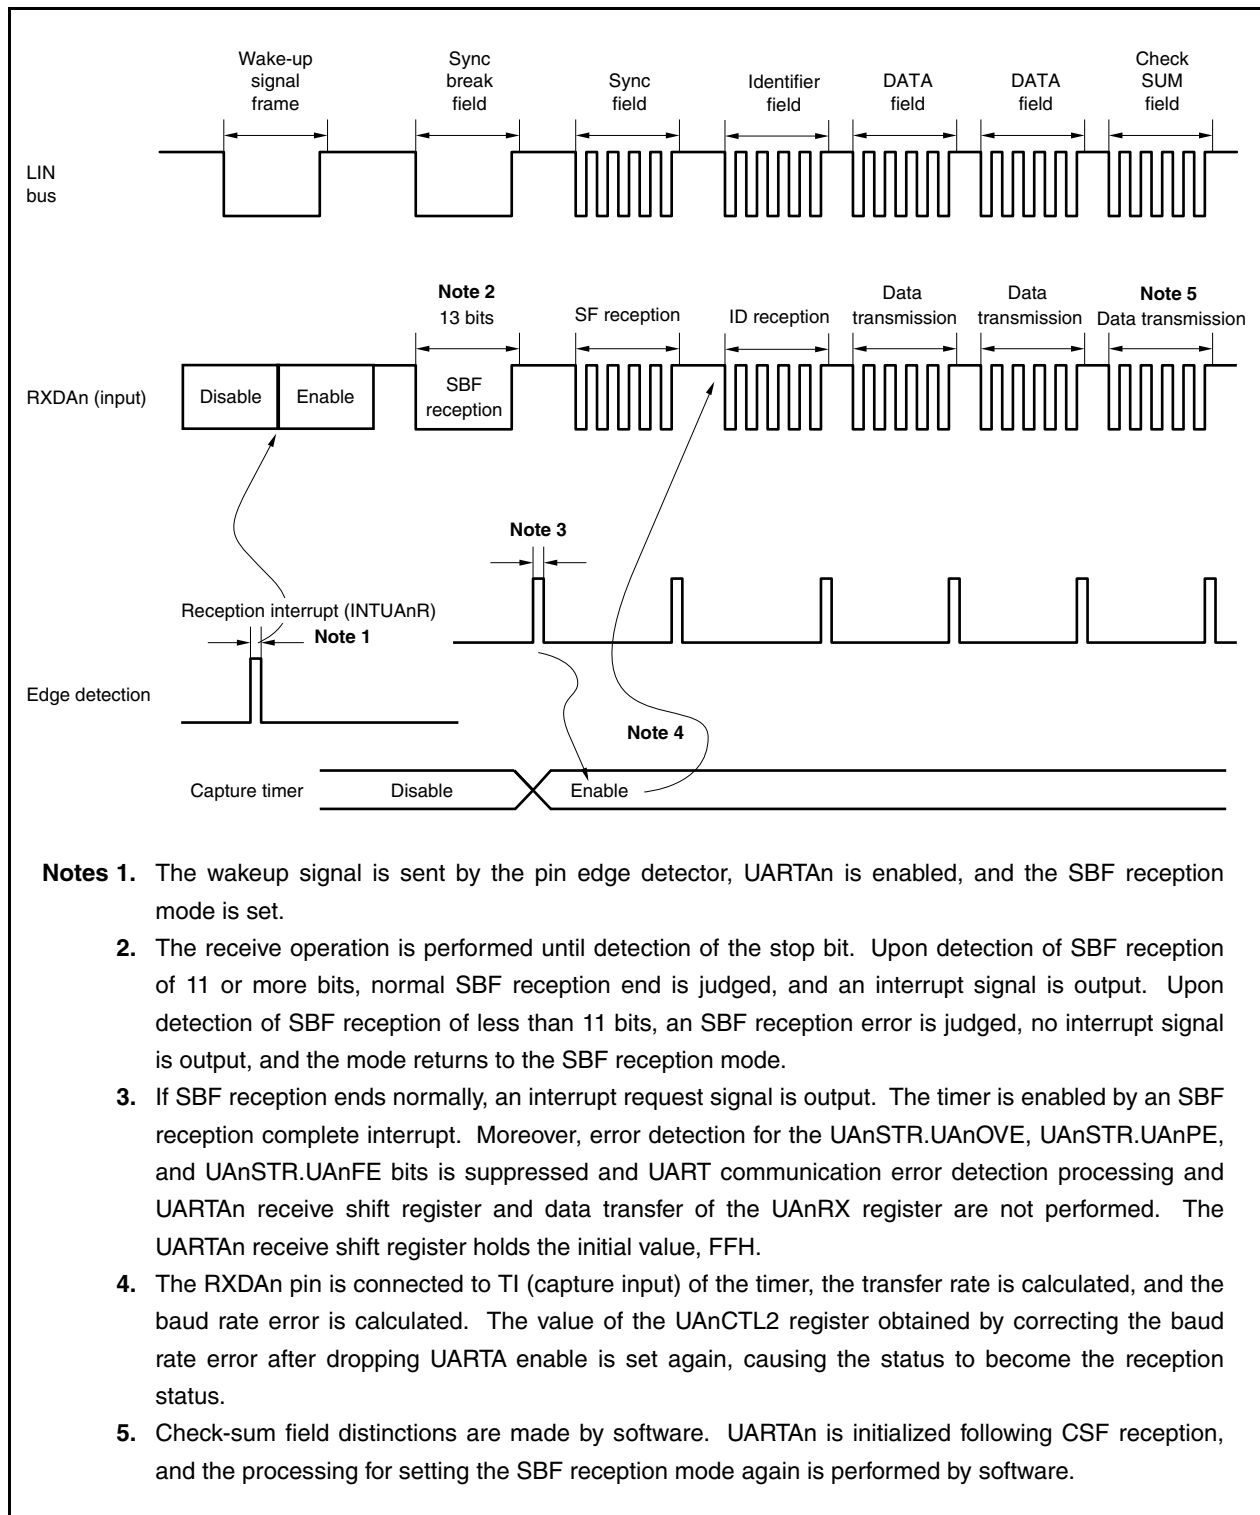 Wake-up
signal
frame
Sync
break
field
Sync
field
Identifier
field
DATA
field
DATA
field
Check
SUM
field
LIN
bus
Note 2
13 bits
SF reception
ID reception
Data
transmission
Data
transmission
Note 5
Data transmission
RXDAn (input)
Disable
Enable
SBF
reception
Note 3
Reception interrupt (INTUAnR)
Note 1
Edge detection
Note 4
Capture timer
Disable
Enable
Notes 1. The wakeup signal is sent by the pin edge detector, UARTAn is enabled, and the SBF reception
mode is set.
2. The receive operation is performed until detection of the stop bit. Upon detection of SBF reception
of 11 or more bits, normal SBF reception end is judged, and an interrupt signal is output. Upon
detection of SBF reception of less than 11 bits, an SBF reception error is judged, no interrupt signal
is output, and the mode returns to the SBF reception mode.
3. If SBF reception ends normally, an interrupt request signal is output. The timer is enabled by an SBF
reception complete interrupt. Moreover, error detection for the UAnSTR.UAnOVE, UAnSTR.UAnPE,
and UAnSTR.UAnFE bits is suppressed and UART communication error detection processing and
UARTAn receive shift register and data transfer of the UAnRX register are not performed. The
UARTAn receive shift register holds the initial value, FFH.
4. The RXDAn pin is connected to TI (capture input) of the timer, the transfer rate is calculated, and the
baud rate error is calculated. The value of the UAnCTL2 register obtained by correcting the baud
rate error after dropping UARTA enable is set again, causing the status to become the reception
status.
5. Check-sum field distinctions are made by software. UARTAn is initialized following CSF reception,
and the processing for setting the SBF reception mode again is performed by software.